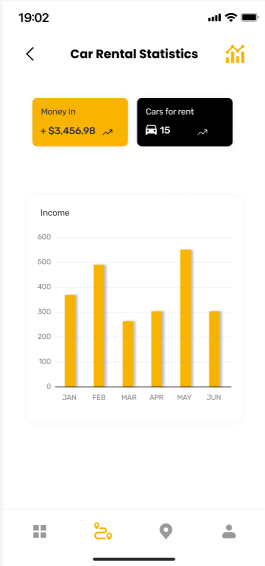 19:02
Car Rental Statistics
Money In
+ $3,456.98
Cars for rent
15
Income
600
500
400
300
200
100
0
JAN FEB MAR APR MAY JUN